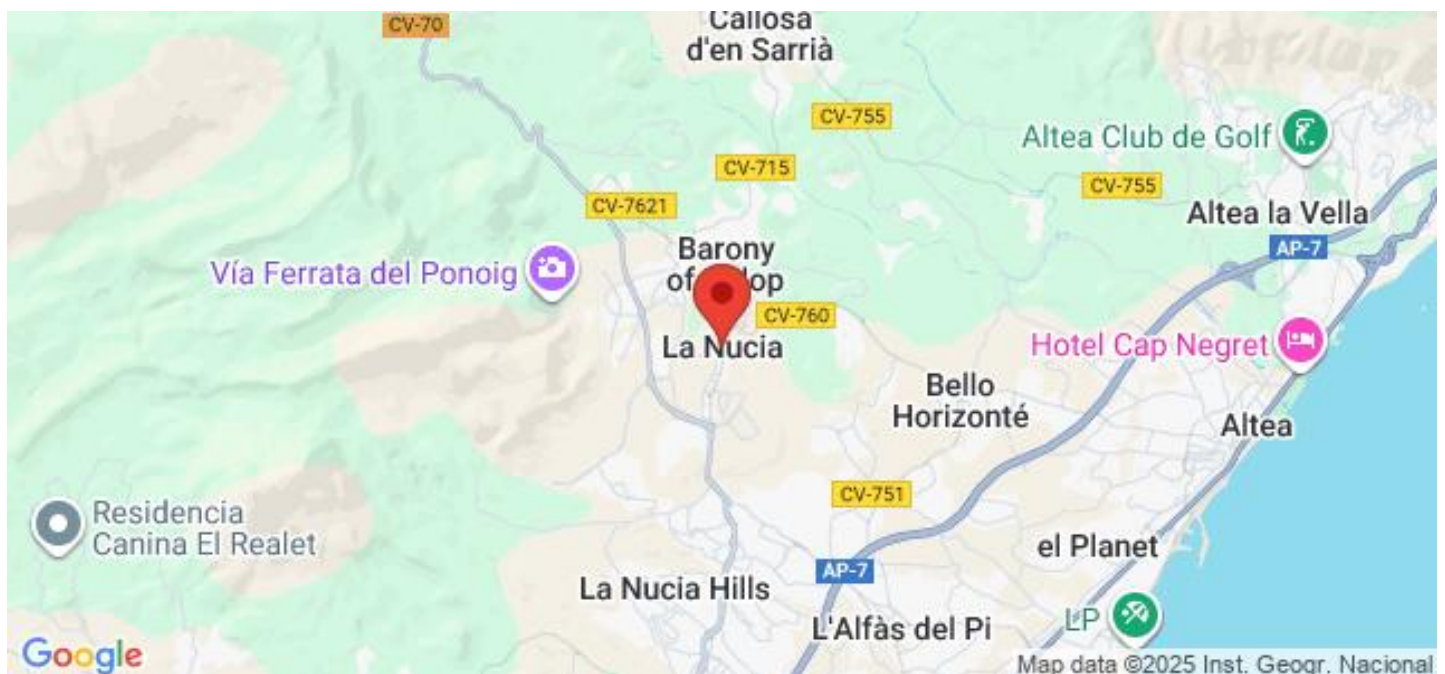 CV-70
Callosa
d'en Sarrià
CV-755
Altea Club de Golf
CV-715
CV-755
CV-7621
Altea la Vella
Barony
AP-7
Vía Ferrata del Ponoig
CV-760
La Nucia
Hotel Cap Negret
Bello
Horizonté
Altea
CV-751
Residencia
Canina El Realet
el Planet
AP-7
La Nucia Hills
L'Alfàs del Pi
LP
Google
Map data ©2025 Inst. Geogr. Nacional